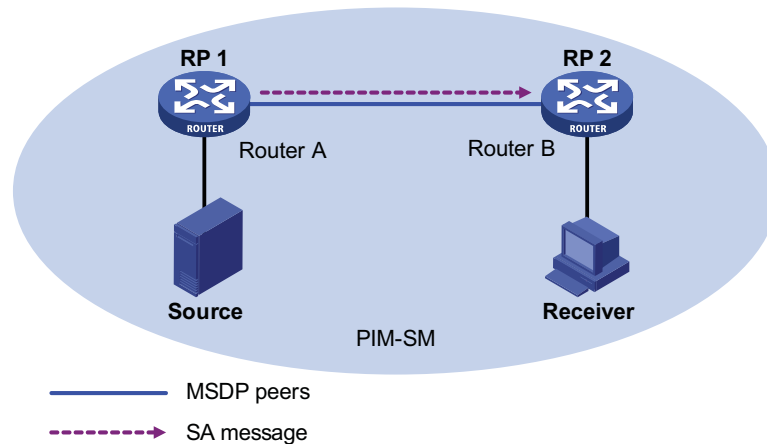 RP 1
RP 2
ROUTER
ROUTER
Router A
Router B
Source
Receiver
PIM-SM
MSDP peers
SA message